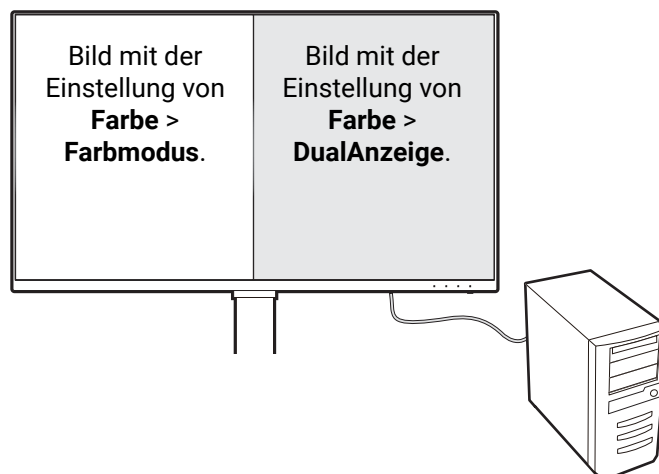 Bild mit der
Einstellung von
Farbe >
Farbmodus.
Bild mit der
Einstellung von
Farbe >
DualAnzeige.